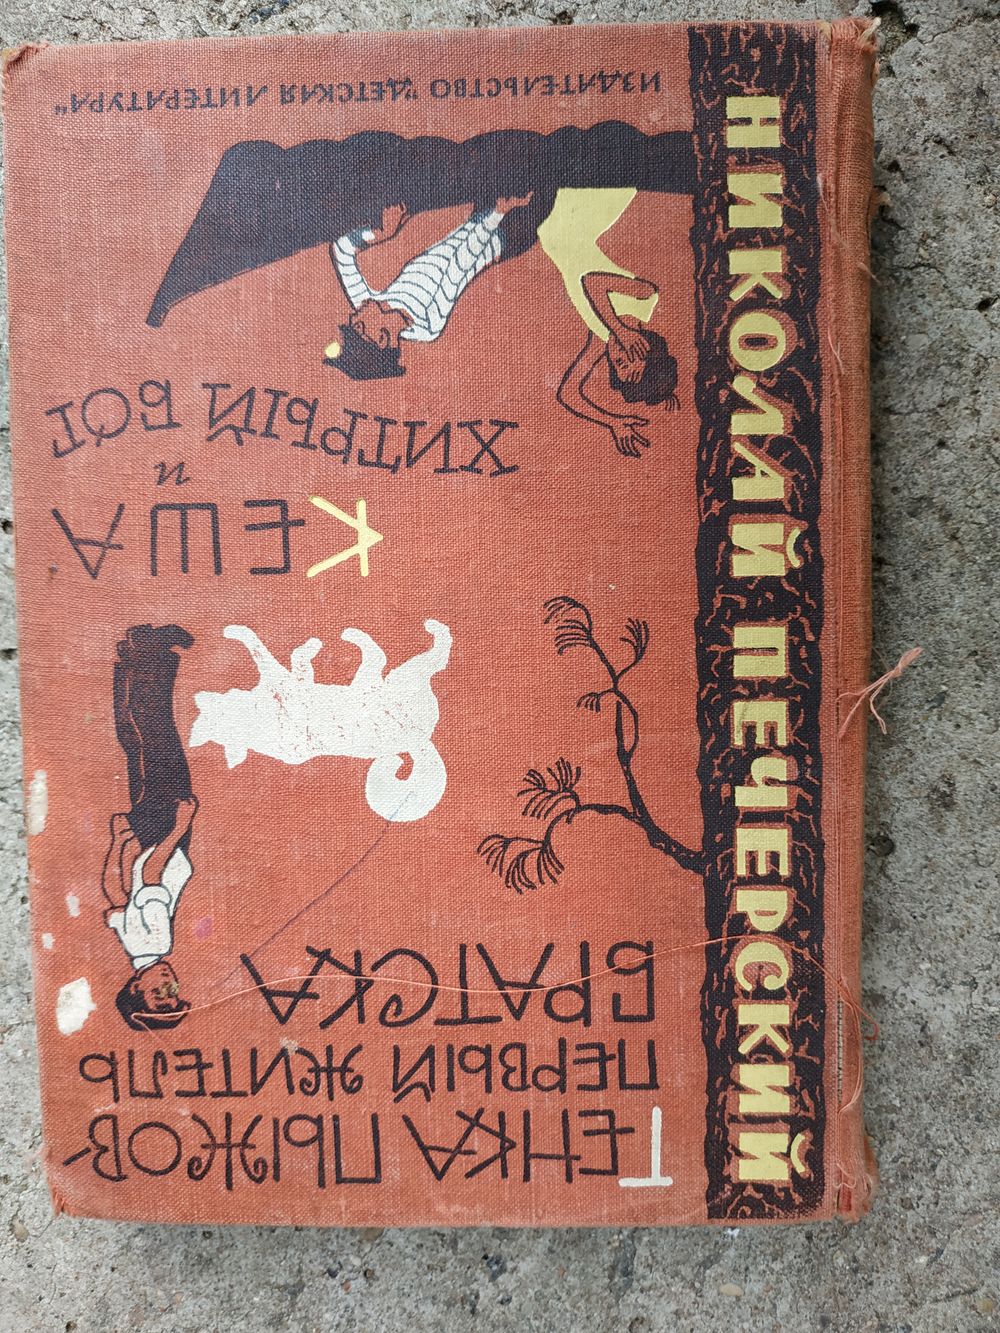 НИКОЛАЙ ПЕЧЕРСКИЙ
ГЕНКА ПЫЖОВ-
ПЕРВЫЙ ЖИТЕЛЬ
БРАТСКА
КЕША
и
ХИТРЫЙ БОГ
ИЗДАТЕЛЬСТВО "ДЕТСКАЯ ЛИТЕРАТУРА"